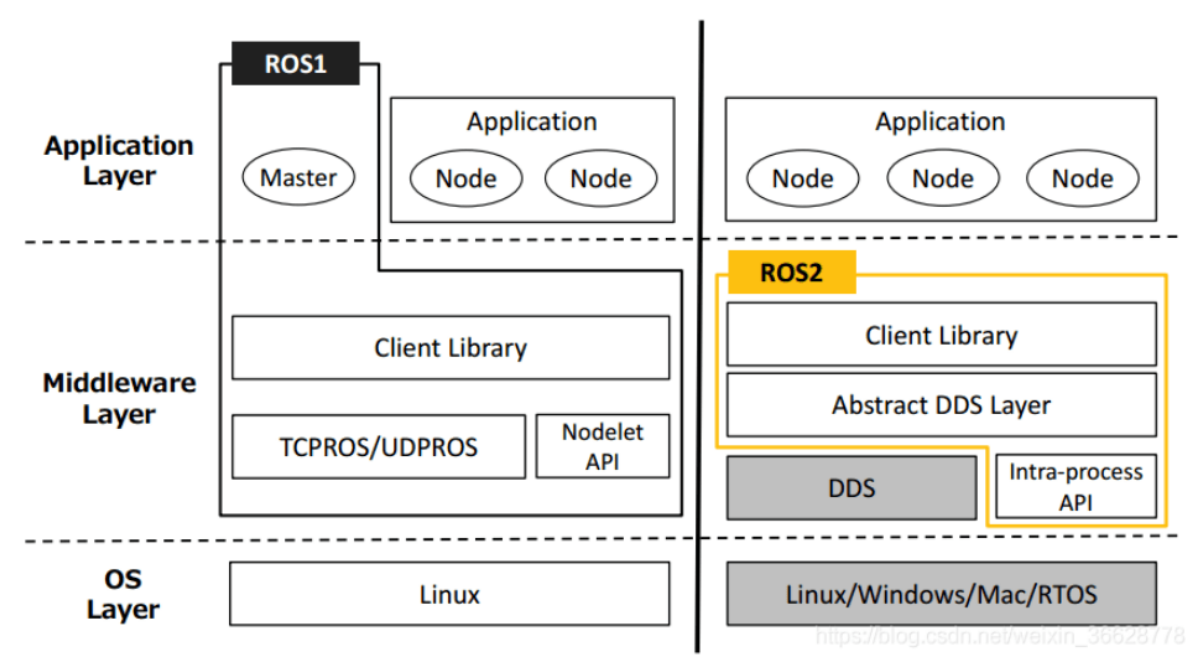 ROS1
Application
Layer
Master
Application
Node
Node
Application
Node
Node
Node
Middleware
Layer
Client Library
TCPROS/UDPROS
Nodelet
API
ROS2
Client Library
Abstract DDS Layer
DDS
Intra-process
API
OS
Layer
Linux
Linux/Windows/Mac/RTOS
https://blog.csdn.net/weixin_36628778